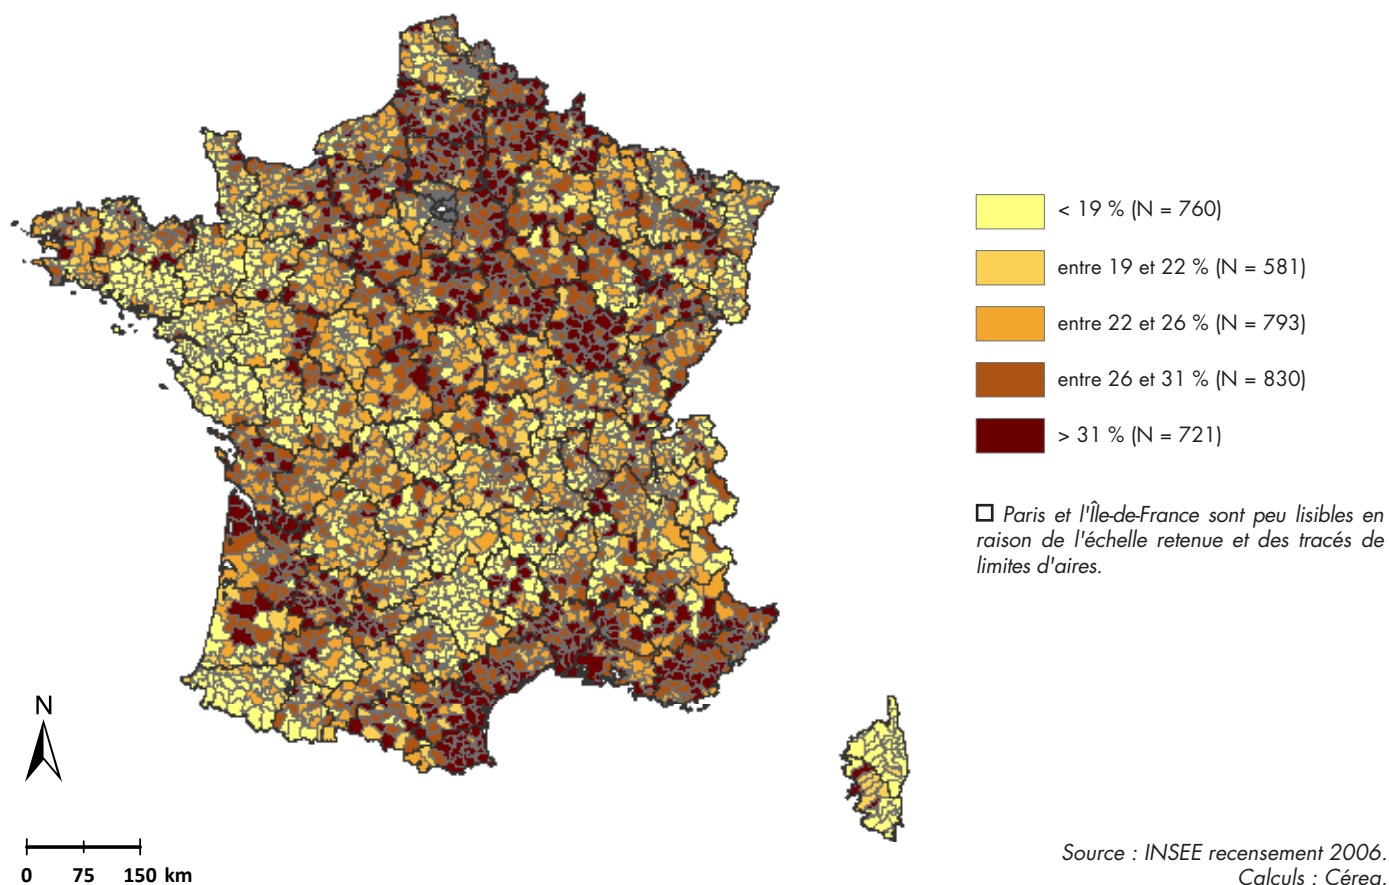 < 19 % (N = 760)
entre 19 et 22 % (N = 581)
entre 22 et 26 % (N = 793)
entre 26 et 31 % (N = 830)
> 31 % (N = 721)
Paris et l'Île-de-France sont peu lisibles en
raison de l'échelle retenue et des tracés de
limites d'aires.
N
0 75 150 km
Source : INSEE recensement 2006.
Calculs : Céreq.